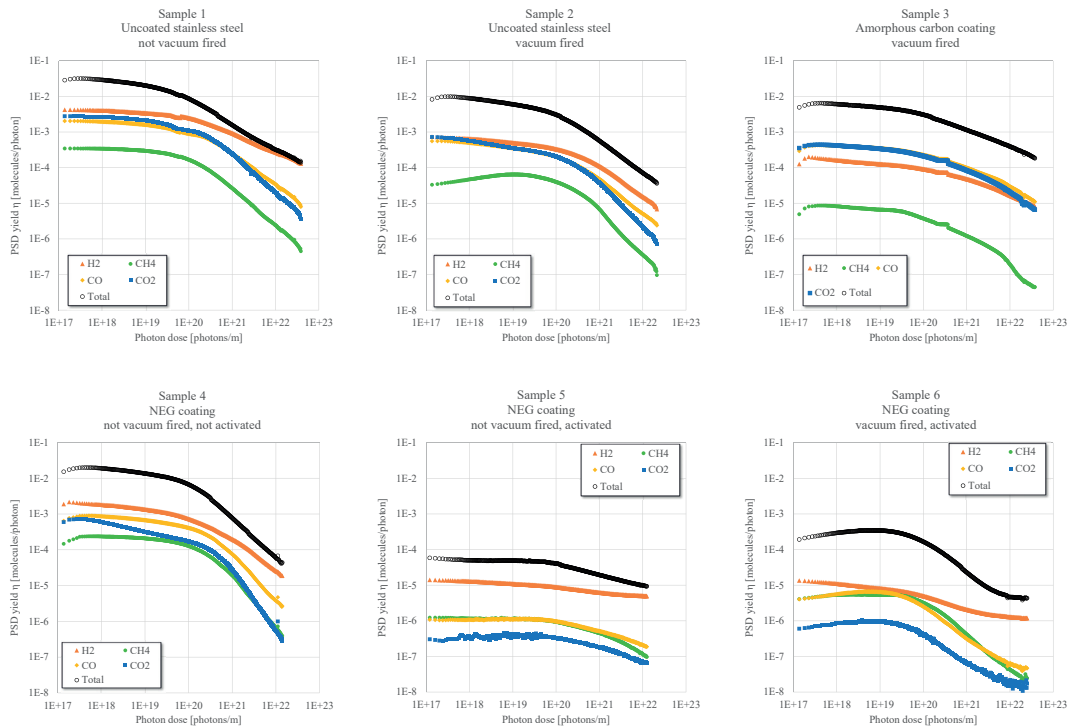 Sample 1
Uncoated stainless steel
not vacuum fired
1E-1
1E-2
1E-3
1E-4
1E-5
1E-6
1E-7
1E-8
PSD yield η [molecules/photon]
H2 CH4
CO CO2
Total
1E+17 1E+18 1E+19 1E+20 1E+21 1E+22 1E+23
Photon dose [photons/m]
Sample 2
Uncoated stainless steel
vacuum fired
1E-1
1E-2
1E-3
1E-4
1E-5
1E-6
1E-7
1E-8
PSD yield η [molecules/photon]
H2 CH4
CO CO2
Total
1E+17 1E+18 1E+19 1E+20 1E+21 1E+22 1E+23
Photon dose [photons/m]
Sample 3
Amorphous carbon coating
vacuum fired
1E-1
1E-2
1E-3
1E-4
1E-5
1E-6
1E-7
1E-8
PSD yield η [molecules/photon]
H2 CH4 CO
CO2 Total
1E+17 1E+18 1E+19 1E+20 1E+21 1E+22 1E+23
Photon dose [photons/m]
Sample 4
NEG coating
not vacuum fired, not activated
1E-1
1E-2
1E-3
1E-4
1E-5
1E-6
1E-7
1E-8
PSD yield η [molecules/photon]
H2 CH4
CO CO2
Total
1E+17 1E+18 1E+19 1E+20 1E+21 1E+22 1E+23
Photon dose [photons/m]
Sample 5
NEG coating
not vacuum fired, activated
1E-1
1E-2
1E-3
1E-4
1E-5
1E-6
1E-7
1E-8
PSD yield η [molecules/photon]
H2 CH4
CO CO2
Total
1E+17 1E+18 1E+19 1E+20 1E+21 1E+22 1E+23
Photon dose [photons/m]
Sample 6
NEG coating
vacuum fired, activated
1E-1
1E-2
1E-3
1E-4
1E-5
1E-6
1E-7
1E-8
PSD yield η [molecules/photon]
H2 CH4
CO CO2
Total
1E+17 1E+18 1E+19 1E+20 1E+21 1E+22 1E+23
Photon dose [photons/m]